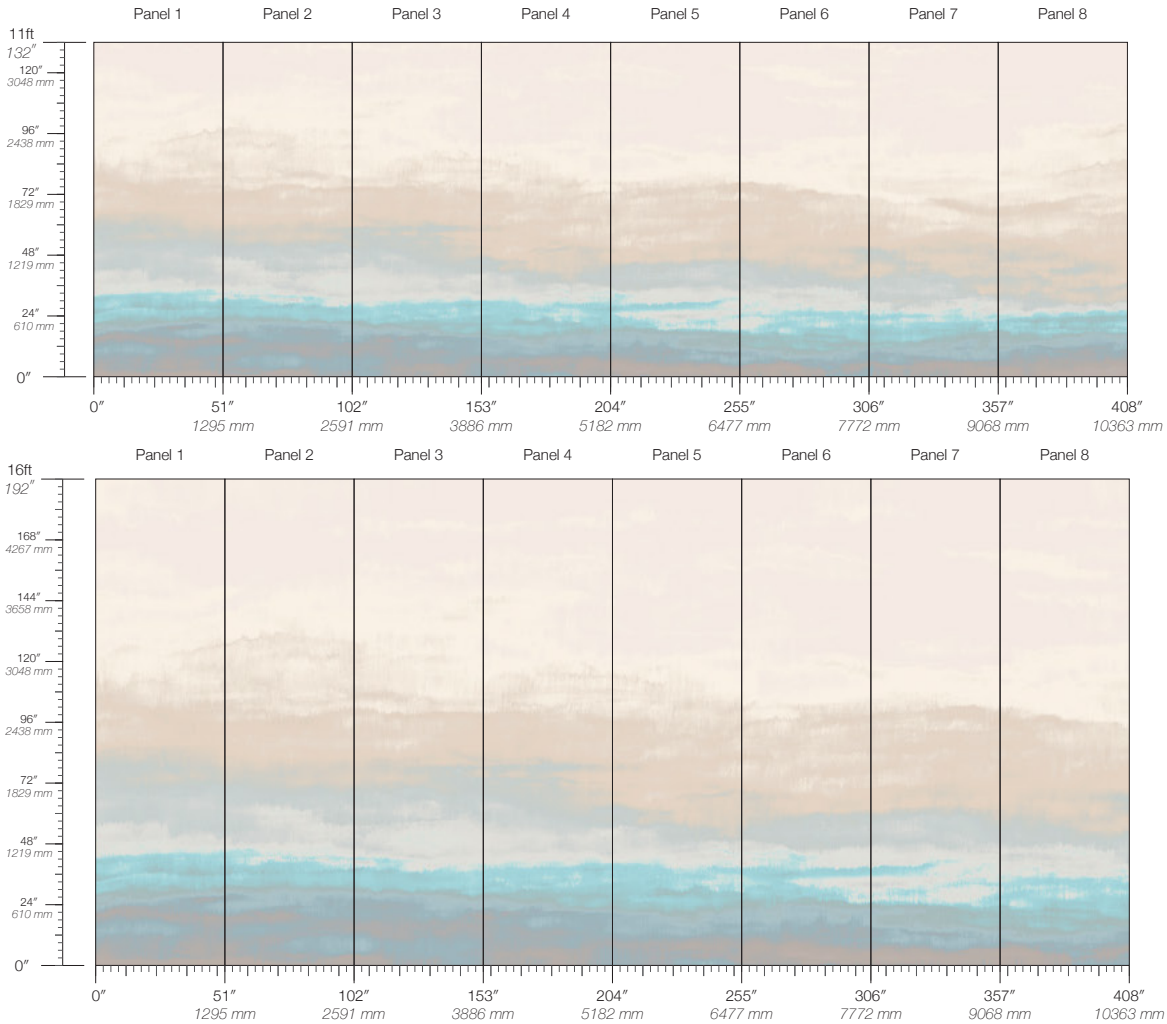 Panel 1 Panel 2 Panel 3 Panel 4 Panel 5 Panel 6 Panel 7 Panel 8
11ft
132″
120″
3048 mm
96″
2438 mm
72″
1829 mm
48″
1219 mm
24″
610 mm
0″
0″ 51″ 102″ 153″ 204″ 255″ 306″ 357″ 408″
1295 mm 2591 mm 3886 mm 5182 mm 6477 mm 7772 mm 9068 mm 10363 mm
Panel 1 Panel 2 Panel 3 Panel 4 Panel 5 Panel 6 Panel 7 Panel 8
16ft
192″
168″
4267 mm
144″
3658 mm
120″
3048 mm
96″
2438 mm
72″
1829 mm
48″
1219 mm
24″
610 mm
0″
0″ 51″ 102″ 153″ 204″ 255″ 306″ 357″ 408″
1295 mm 2591 mm 3886 mm 5182 mm 6477 mm 7772 mm 9068 mm 10363 mm